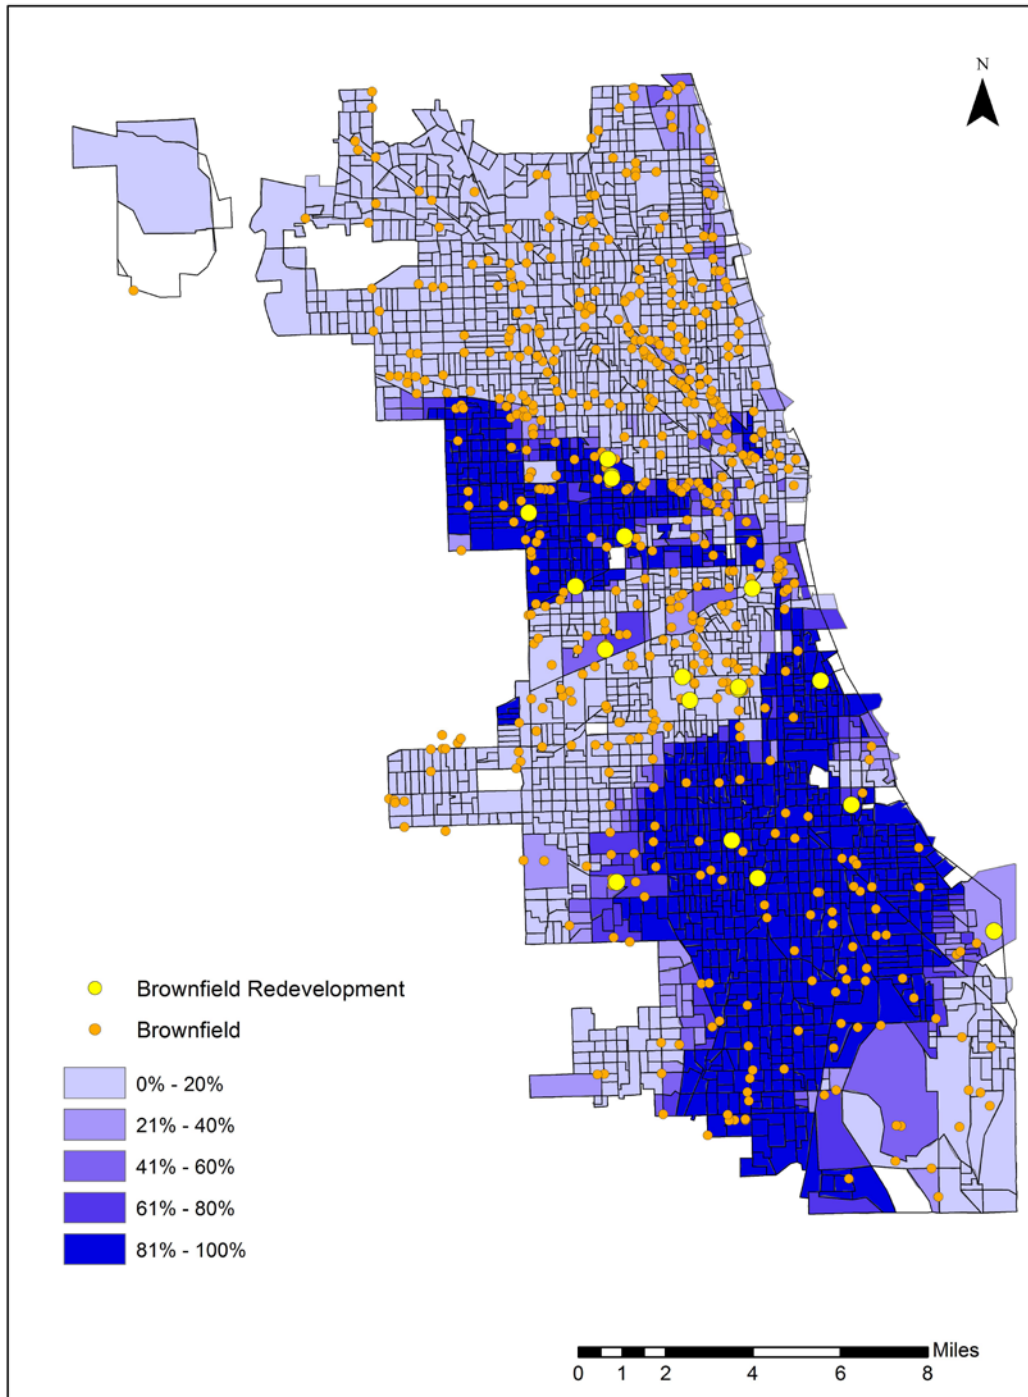 N
Brownfield Redevelopment
Brownfield
0% - 20%
21% - 40%
41% - 60%
61% - 80%
81% - 100%
Miles
0 1 2 4 6 8